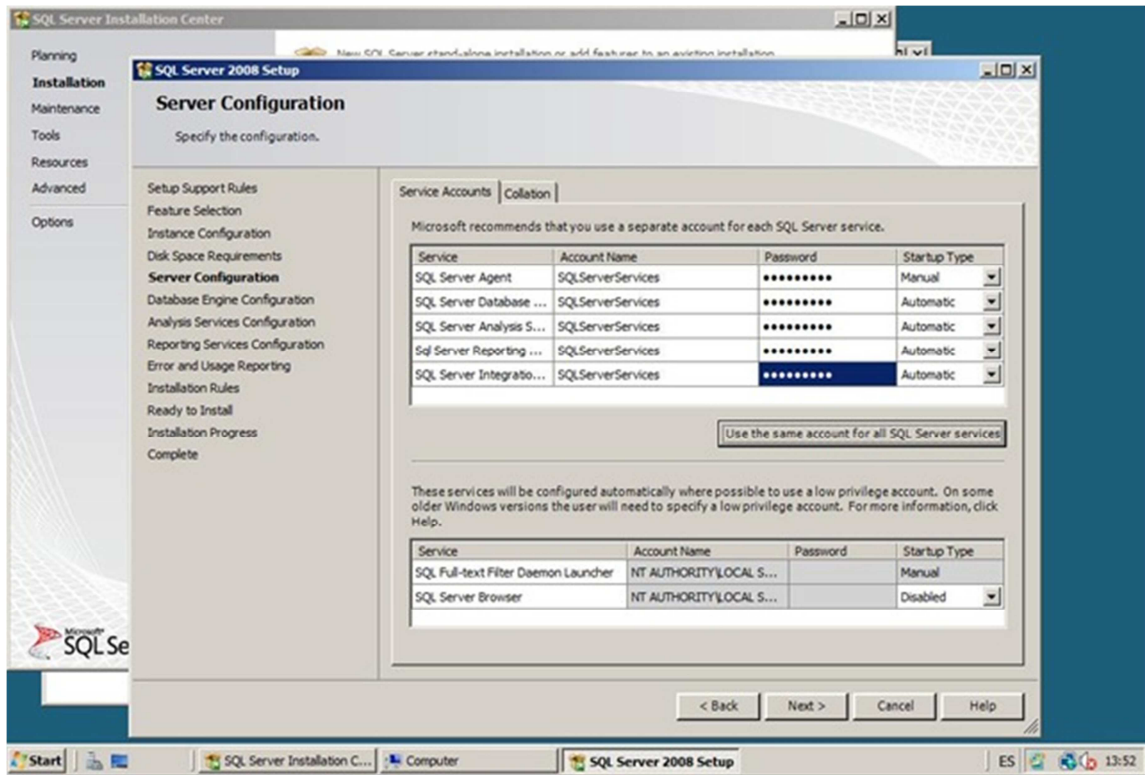 SQL Server Installation Center
Planning
Installation
Maintenance
Tools
Resources
Advanced
Options
New SQL Server stand-alone installation or add features to an existing installation
SQL Server 2008 Setup
Server Configuration
Specify the configuration.
Setup Support Rules
Feature Selection
Instance Configuration
Disk Space Requirements
Server Configuration
Database Engine Configuration
Analysis Services Configuration
Reporting Services Configuration
Error and Usage Reporting
Installation Rules
Ready to Install
Installation Progress
Complete
Service Accounts Collation
Microsoft recommends that you use a separate account for each SQL Server service.
Service Account Name Password Startup Type
SQL Server Agent SQLServerServices ●●●●●●●●● Manual
SQL Server Database ... SQLServerServices ●●●●●●●●● Automatic
SQL Server Analysis S... SQLServerServices ●●●●●●●●● Automatic
Sql Server Reporting ... SQLServerServices ●●●●●●●●● Automatic
SQL Server Integratio... SQLServerServices ●●●●●●●●● Automatic
Use the same account for all SQL Server services
These services will be configured automatically where possible to use a low privilege account. On some
older Windows versions the user will need to specify a low privilege account. For more information, click
Help.
Service Account Name Password Startup Type
SQL Full-text Filter Daemon Launcher NT AUTHORITY\LOCAL S... Manual
SQL Server Browser NT AUTHORITY\LOCAL S... Disabled
Microsoft
SQL Se
< Back Next > Cancel Help
Start SQL Server Installation C... Computer SQL Server 2008 Setup ES 13:52